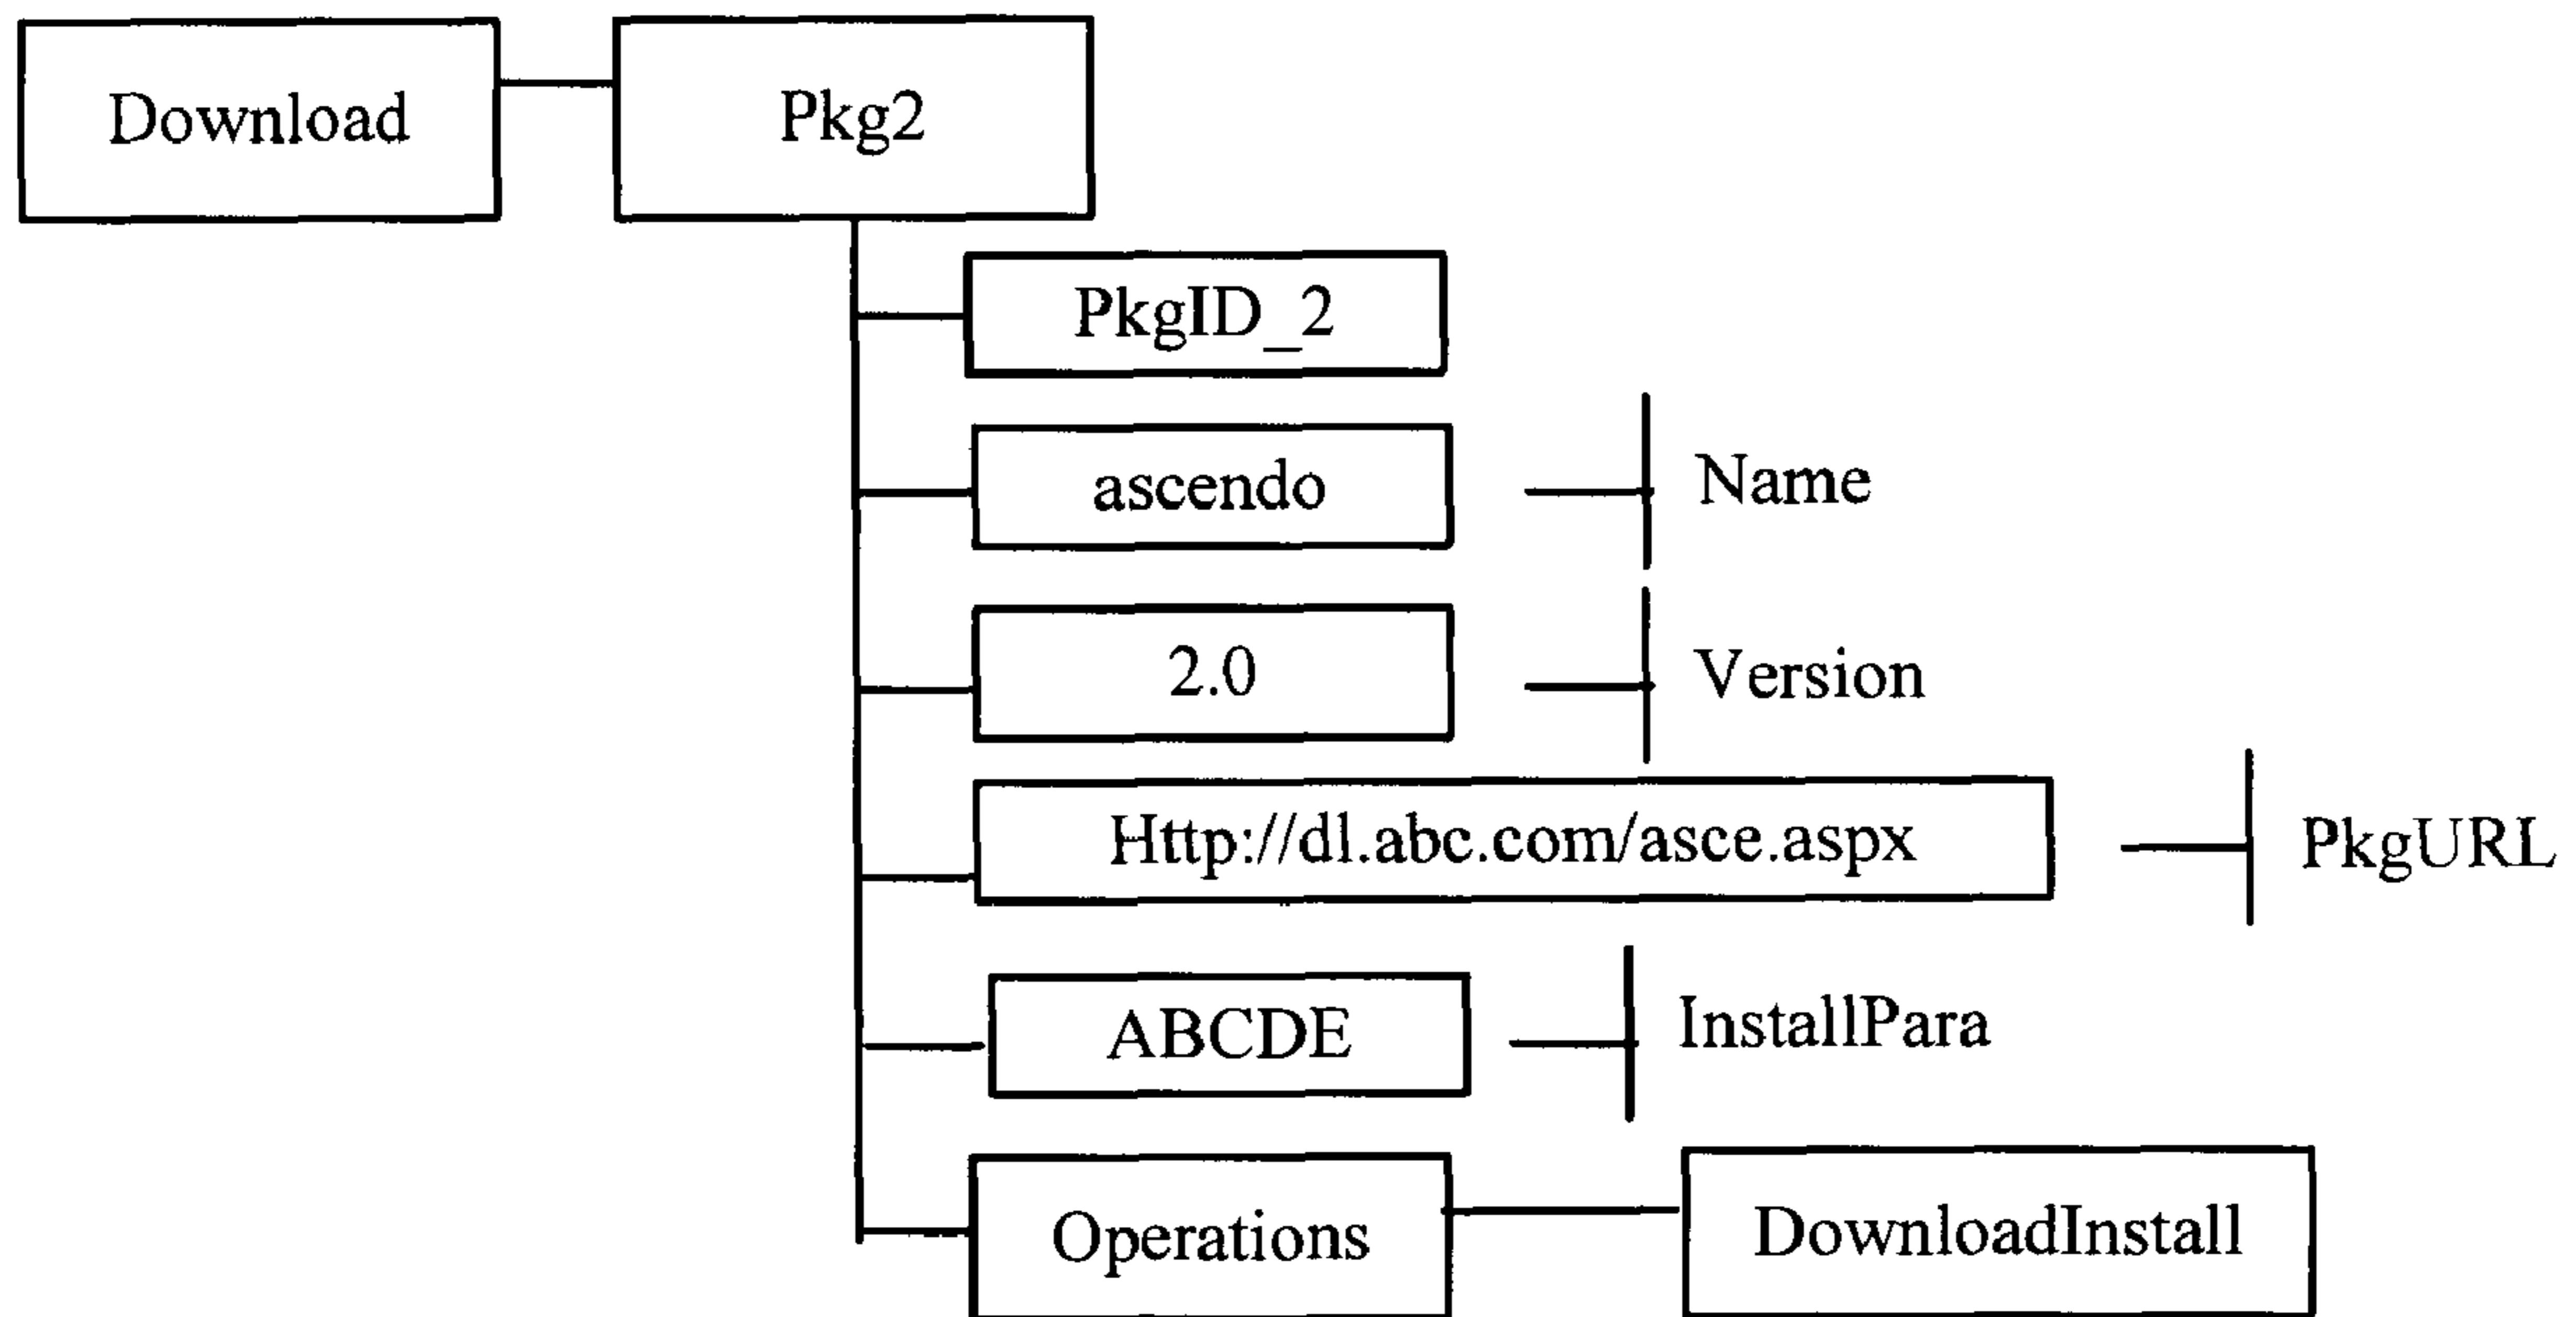 Download
Pkg2
PkgID_2
ascendo
Name
2.0
Version
Http://dl.abc.com/asce.aspx
PkgURL
ABCDE
InstallPara
Operations
DownloadInstall